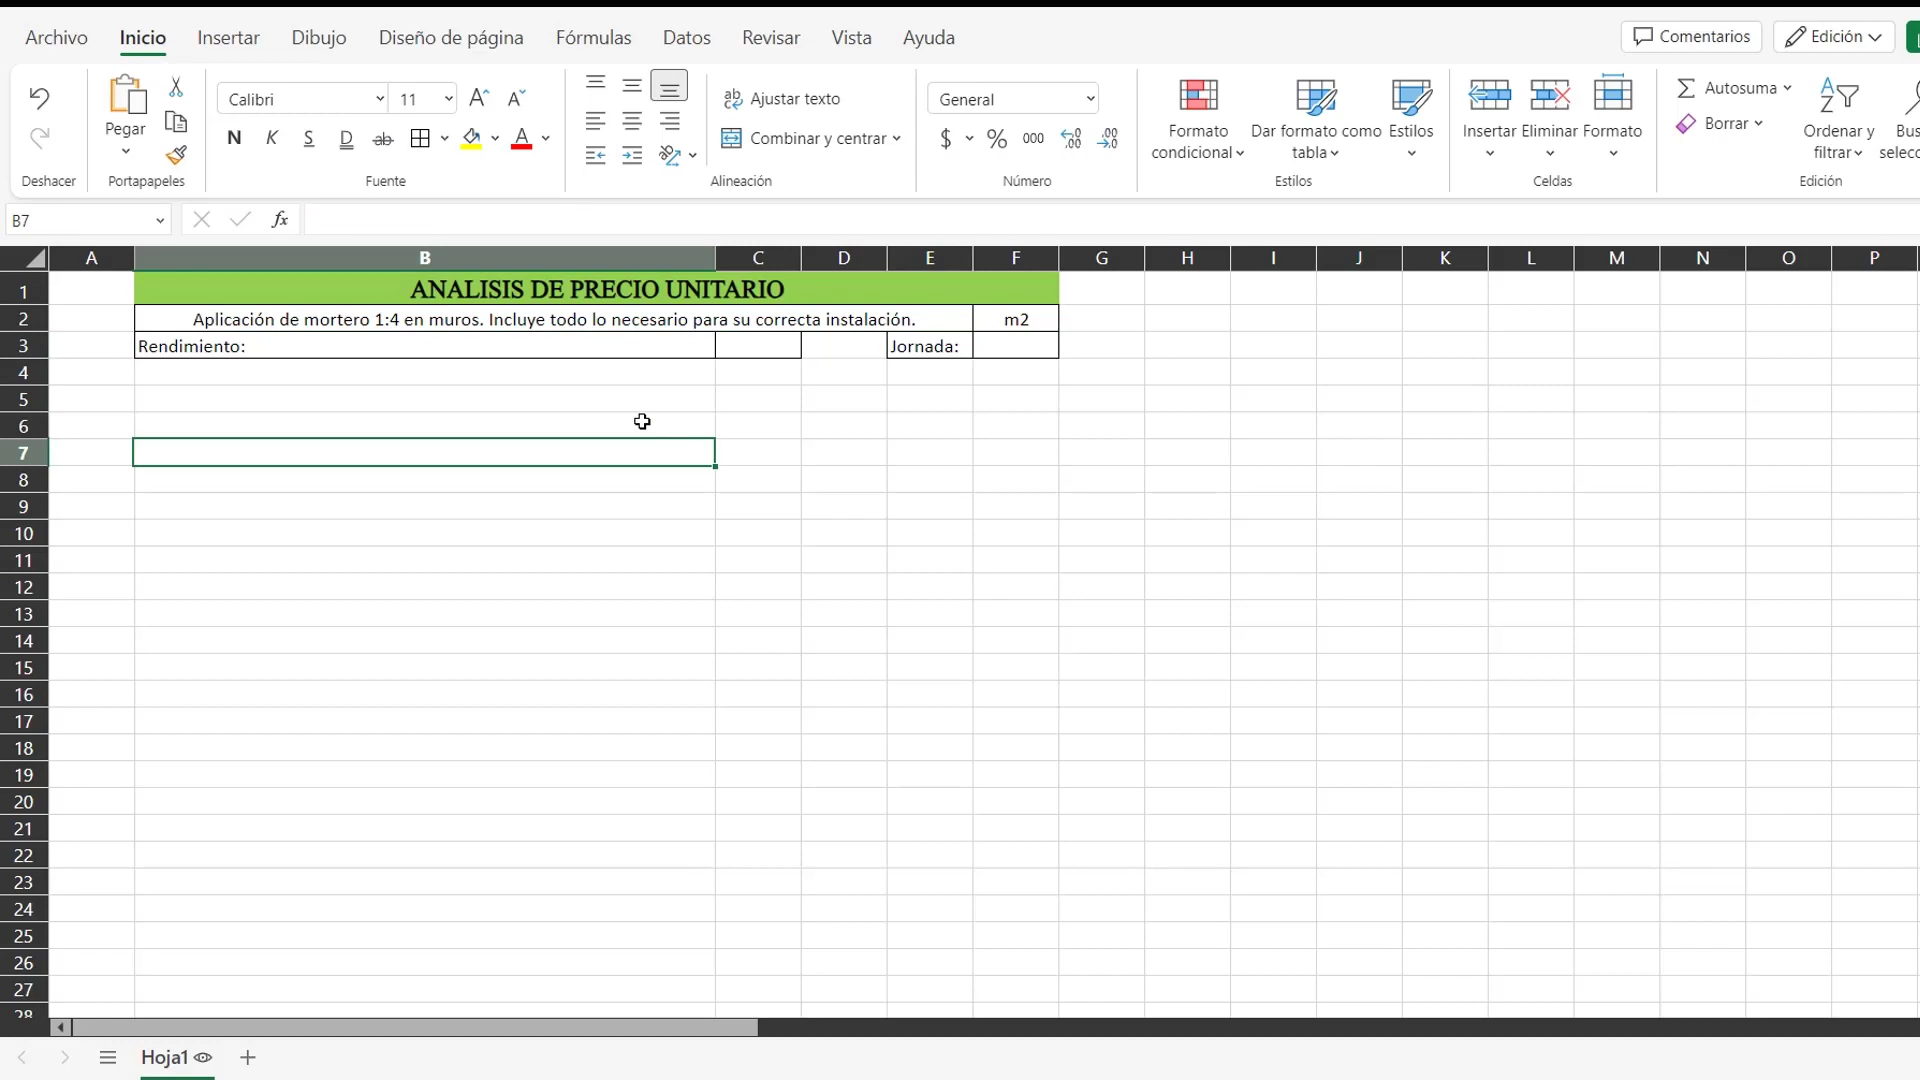 Archivo Inicio Insertar Dibujo Diseño de página Fórmulas Datos Revisar Vista Ayuda Comentarios Edición
Calibri 11 Ajustar texto General Autosuma
Pegar Formato condicional Dar formato como tabla Estilos Insertar Eliminar Formato Borrar Ordenar y filtrar
N K S D ab Combinar y centrar $ % 000
Deshacer Portapapeles Fuente Alineación Número Estilos Celdas Edición
B7 fx
A B C D E F G H I J K L M N O P
1 ANALISIS DE PRECIO UNITARIO
2 Aplicación de mortero 1:4 en muros. Incluye todo lo necesario para su correcta instalación. m2
3 Rendimiento: Jornada:
4
5
6
7
8
9
10
11
12
13
14
15
16
17
18
19
20
21
22
23
24
25
26
27
28
Hoja1